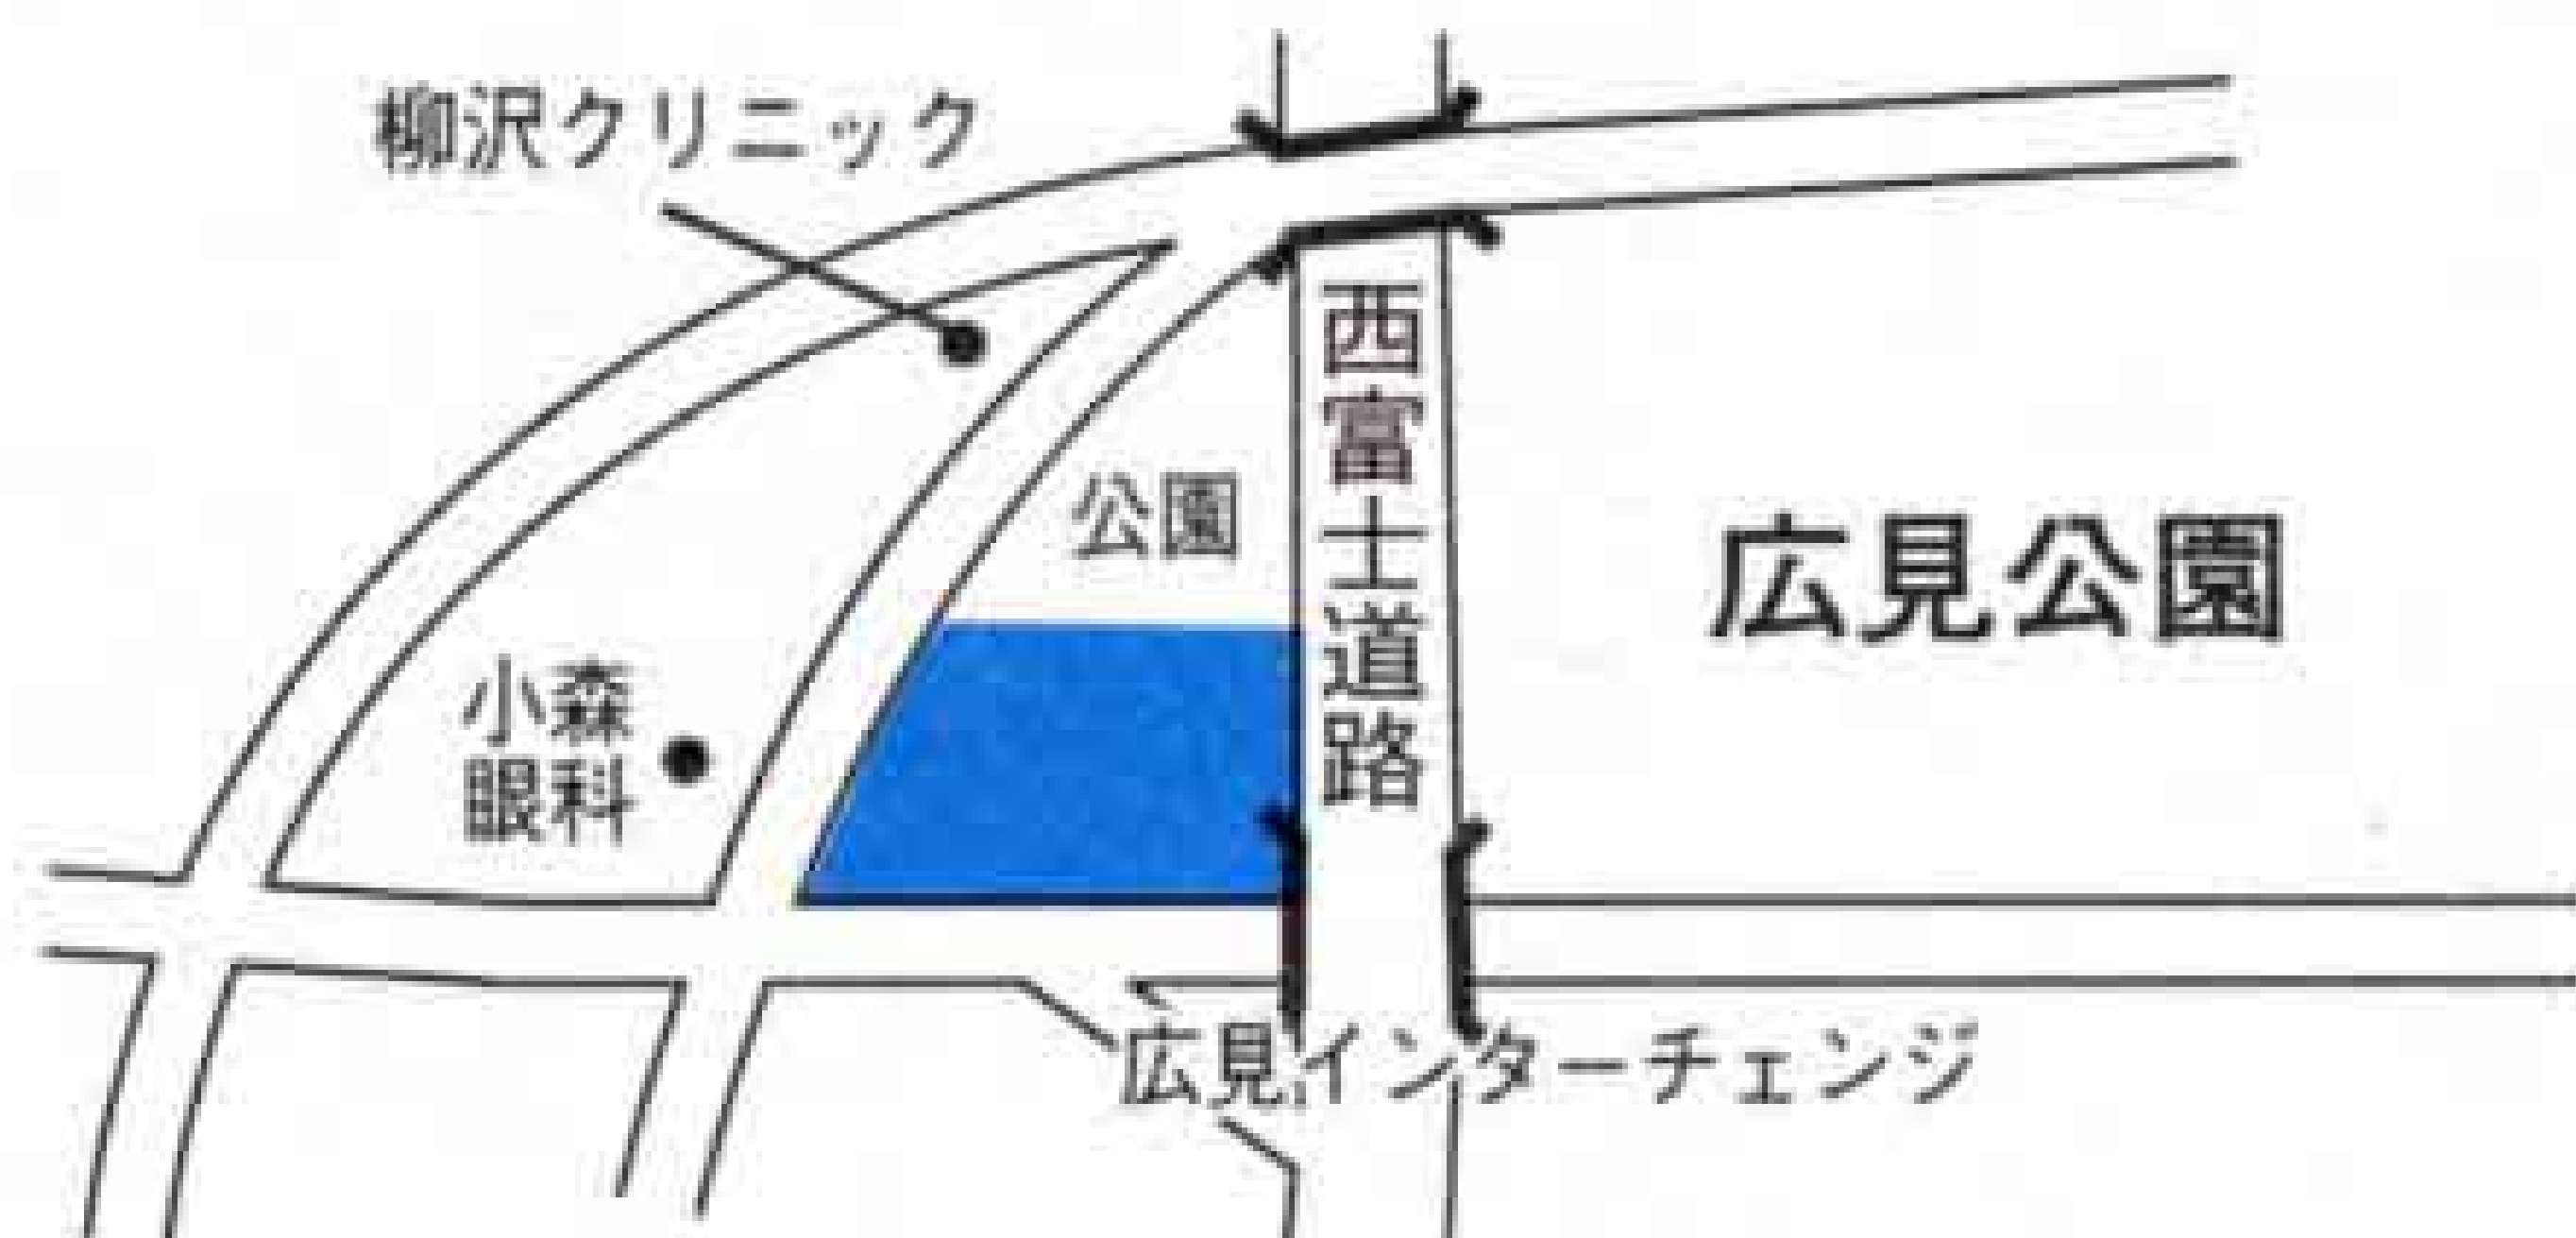 柳沢クリニック
西富士道路
公園
広見公園
小森
眼科
広見インターチェンジ